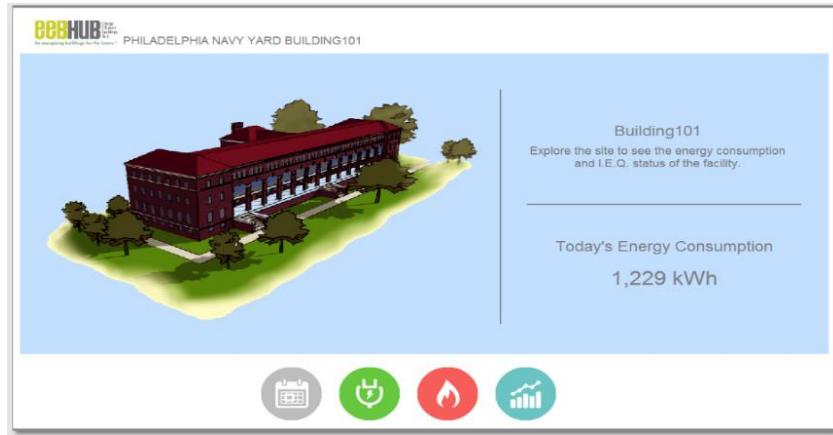 eebHUB
PHILADELPHIA NAVY YARD BUILDING101
Building101
Explore the site to see the energy consumption
and I.E.Q. status of the facility.
Today's Energy Consumption
1,229 kWh